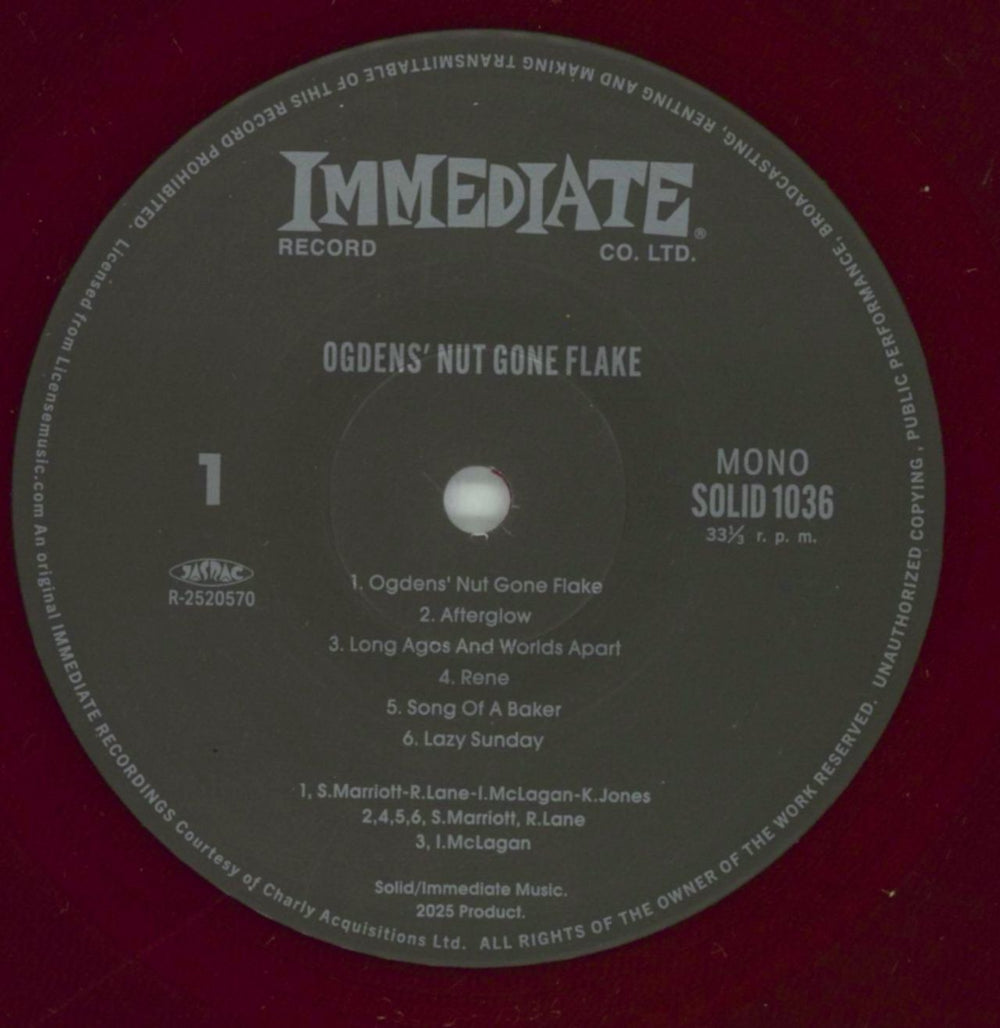 IMMEDIATE®
RECORD CO. LTD.
OGDENS' NUT GONE FLAKE
1
MONO
SOLID 1036
33⅓ r. p. m.
JASRAC
R-2520570
1. Ogdens' Nut Gone Flake
2. Afterglow
3. Long Agos And Worlds Apart
4. Rene
5. Song Of A Baker
6. Lazy Sunday
1, S.Marriott-R.Lane-I.McLagan-K.Jones
2,4,5,6, S.Marriott, R.Lane
3, I.McLagan
Solid/Immediate Music.
2025 Product.
Licensed from Licensemusic.com An original IMMEDIATE RECORDINGS Courtesy of Charly Acquisitions Ltd. ALL RIGHTS OF THE OWNER OF THE WORK RESERVED. UNAUTHORIZED COPYING, PUBLIC PERFORMANCE, BROADCASTING, RENTING AND MAKING TRANSMITTABLE OF THIS RECORD PROHIBITED.